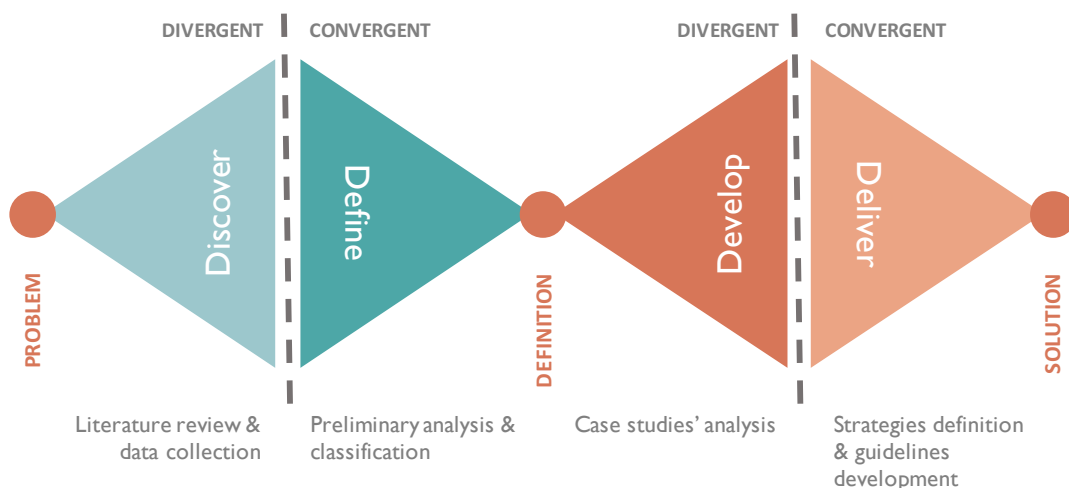 DIVERGENT
CONVERGENT
DIVERGENT
CONVERGENT
Discover
Define
Develop
Deliver
PROBLEM
DEFINITION
SOLUTION
Literature review &
data collection
Preliminary analysis &
classification
Case studies' analysis
Strategies definition
& guidelines
development